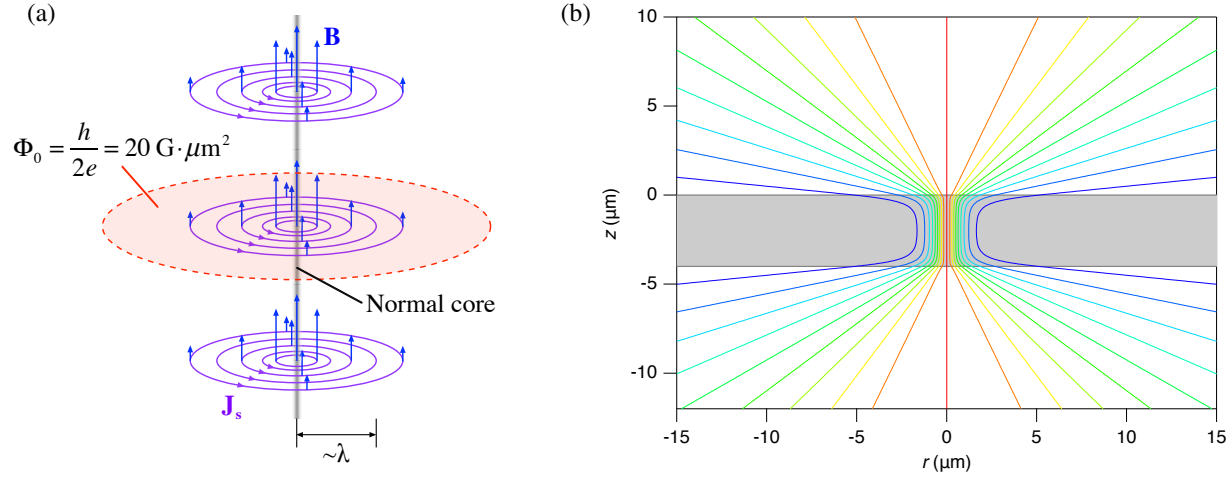 (a)
B
Φ₀ = h/2e = 20 G·μm²
Normal core
Jₛ
~λ
(b)
10
5
0
-5
-10
z (μm)
-15
-10
-5
0
5
10
15
r (μm)